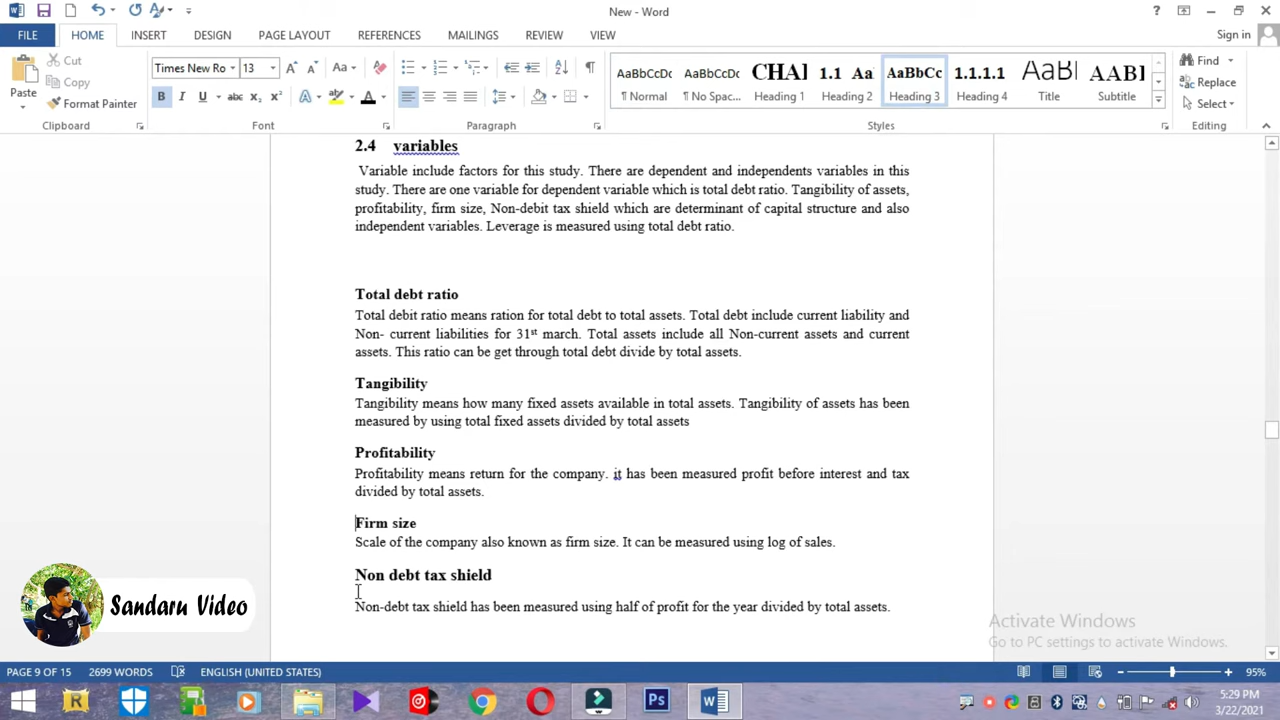 New - Word
Sign in
FILE HOME INSERT DESIGN PAGE LAYOUT REFERENCES MAILINGS REVIEW VIEW
Paste
Cut
Copy
Format Painter
Clipboard
Times New Ro 13
Font
Paragraph
AaBbCcDc AaBbCcDc CHAI 1.1 Aa AaBbCc 1.1.1.1 AaBl AABI
¶ Normal ¶ No Spac... Heading 1 ¶ Heading 2 ¶ Heading 3 ¶ Heading 4 ¶ Title Subtitle
Styles
Find
Replace
Select
Editing
2.4 variables
Variable include factors for this study. There are dependent and independents variables in this
study. There are one variable for dependent variable which is total debt ratio. Tangibility of assets,
profitability, firm size, Non-debit tax shield which are determinant of capital structure and also
independent variables. Leverage is measured using total debt ratio.
Total debt ratio
Total debit ratio means ration for total debt to total assets. Total debt include current liability and
Non- current liabilities for 31st march. Total assets include all Non-current assets and current
assets. This ratio can be get through total debt divide by total assets.
Tangibility
Tangibility means how many fixed assets available in total assets. Tangibility of assets has been
measured by using total fixed assets divided by total assets
Profitability
Profitability means return for the company. it has been measured profit before interest and tax
divided by total assets.
Firm size
Scale of the company also known as firm size. It can be measured using log of sales.
Non debt tax shield
Non-debt tax shield has been measured using half of profit for the year divided by total assets.
Sandaru Video
Activate Windows
Go to PC settings to activate Windows.
PAGE 9 OF 15 2699 WORDS ENGLISH (UNITED STATES) 95%
5:29 PM
3/22/2021